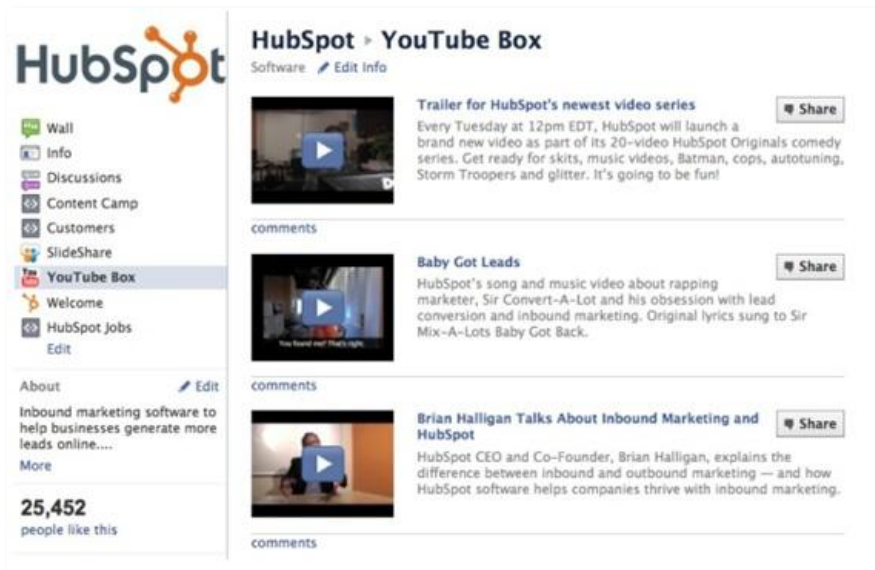 HubSpot
Wall
Info
Discussions
Content Camp
Customers
SlideShare
You Tube YouTube Box
Welcome
HubSpot Jobs
Edit
About Edit
Inbound marketing software to
help businesses generate more
leads online....
More
25,452
people like this
HubSpot ▸ YouTube Box
Software Edit Info
Trailer for HubSpot's newest video series
Share
Every Tuesday at 12pm EDT, HubSpot will launch a
brand new video as part of its 20-video HubSpot Originals comedy
series. Get ready for skits, music videos, Batman, cops, autotuning,
Storm Troopers and glitter. It's going to be fun!
D
comments
Baby Got Leads
Share
HubSpot's song and music video about rapping
marketer, Sir Convert-A-Lot and his obsession with lead
conversion and inbound marketing. Original lyrics sung to Sir
Mix-A-Lots Baby Got Back.
You found me! That's right,
comments
Brian Halligan Talks About Inbound Marketing and
HubSpot
Share
HubSpot CEO and Co-Founder, Brian Halligan, explains the
difference between inbound and outbound marketing — and how
HubSpot software helps companies thrive with inbound marketing.
comments